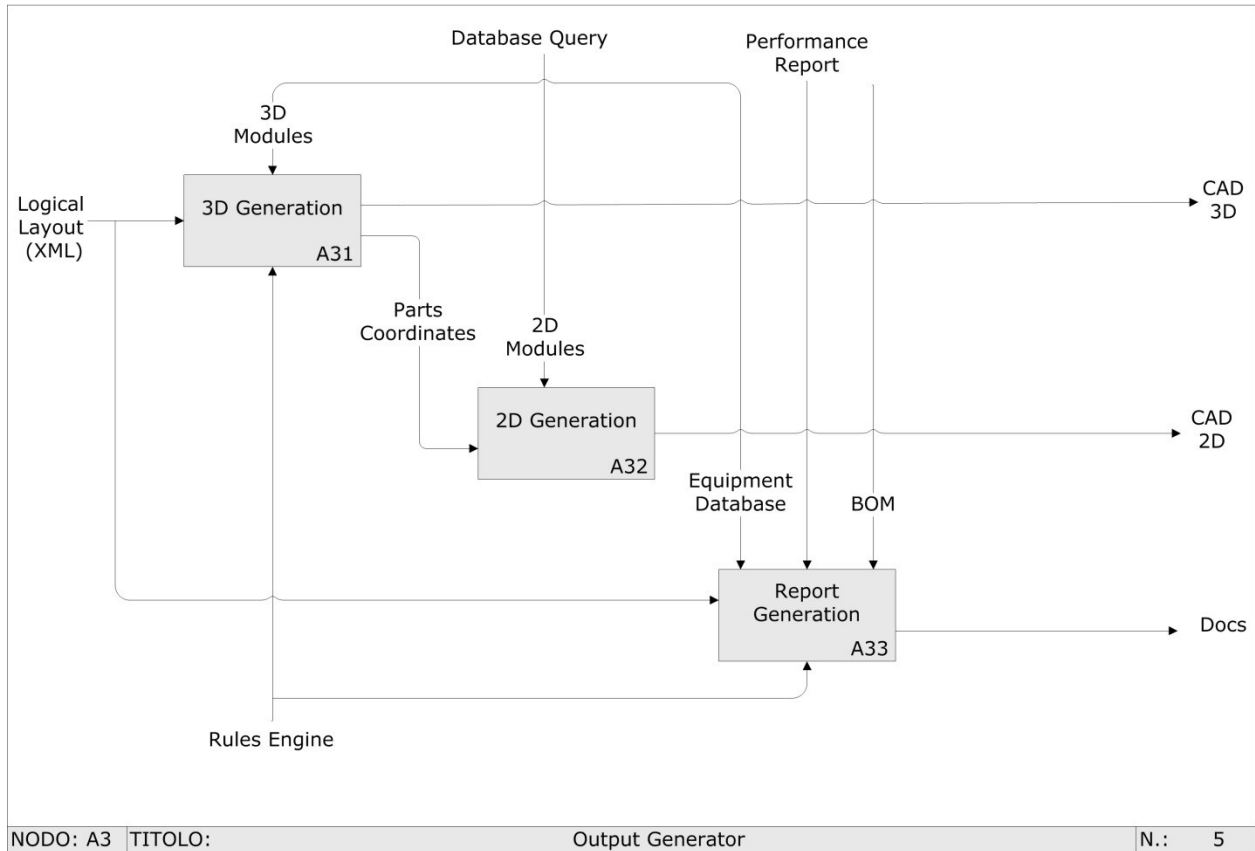 Database Query
Performance
Report
3D
Modules
Logical
Layout
(XML)
3D Generation
A31
CAD
3D
Parts
Coordinates
2D
Modules
2D Generation
A32
CAD
2D
Equipment
Database
BOM
Report
Generation
A33
Docs
Rules Engine
NODO: A3 TITOLO: Output Generator N.: 5